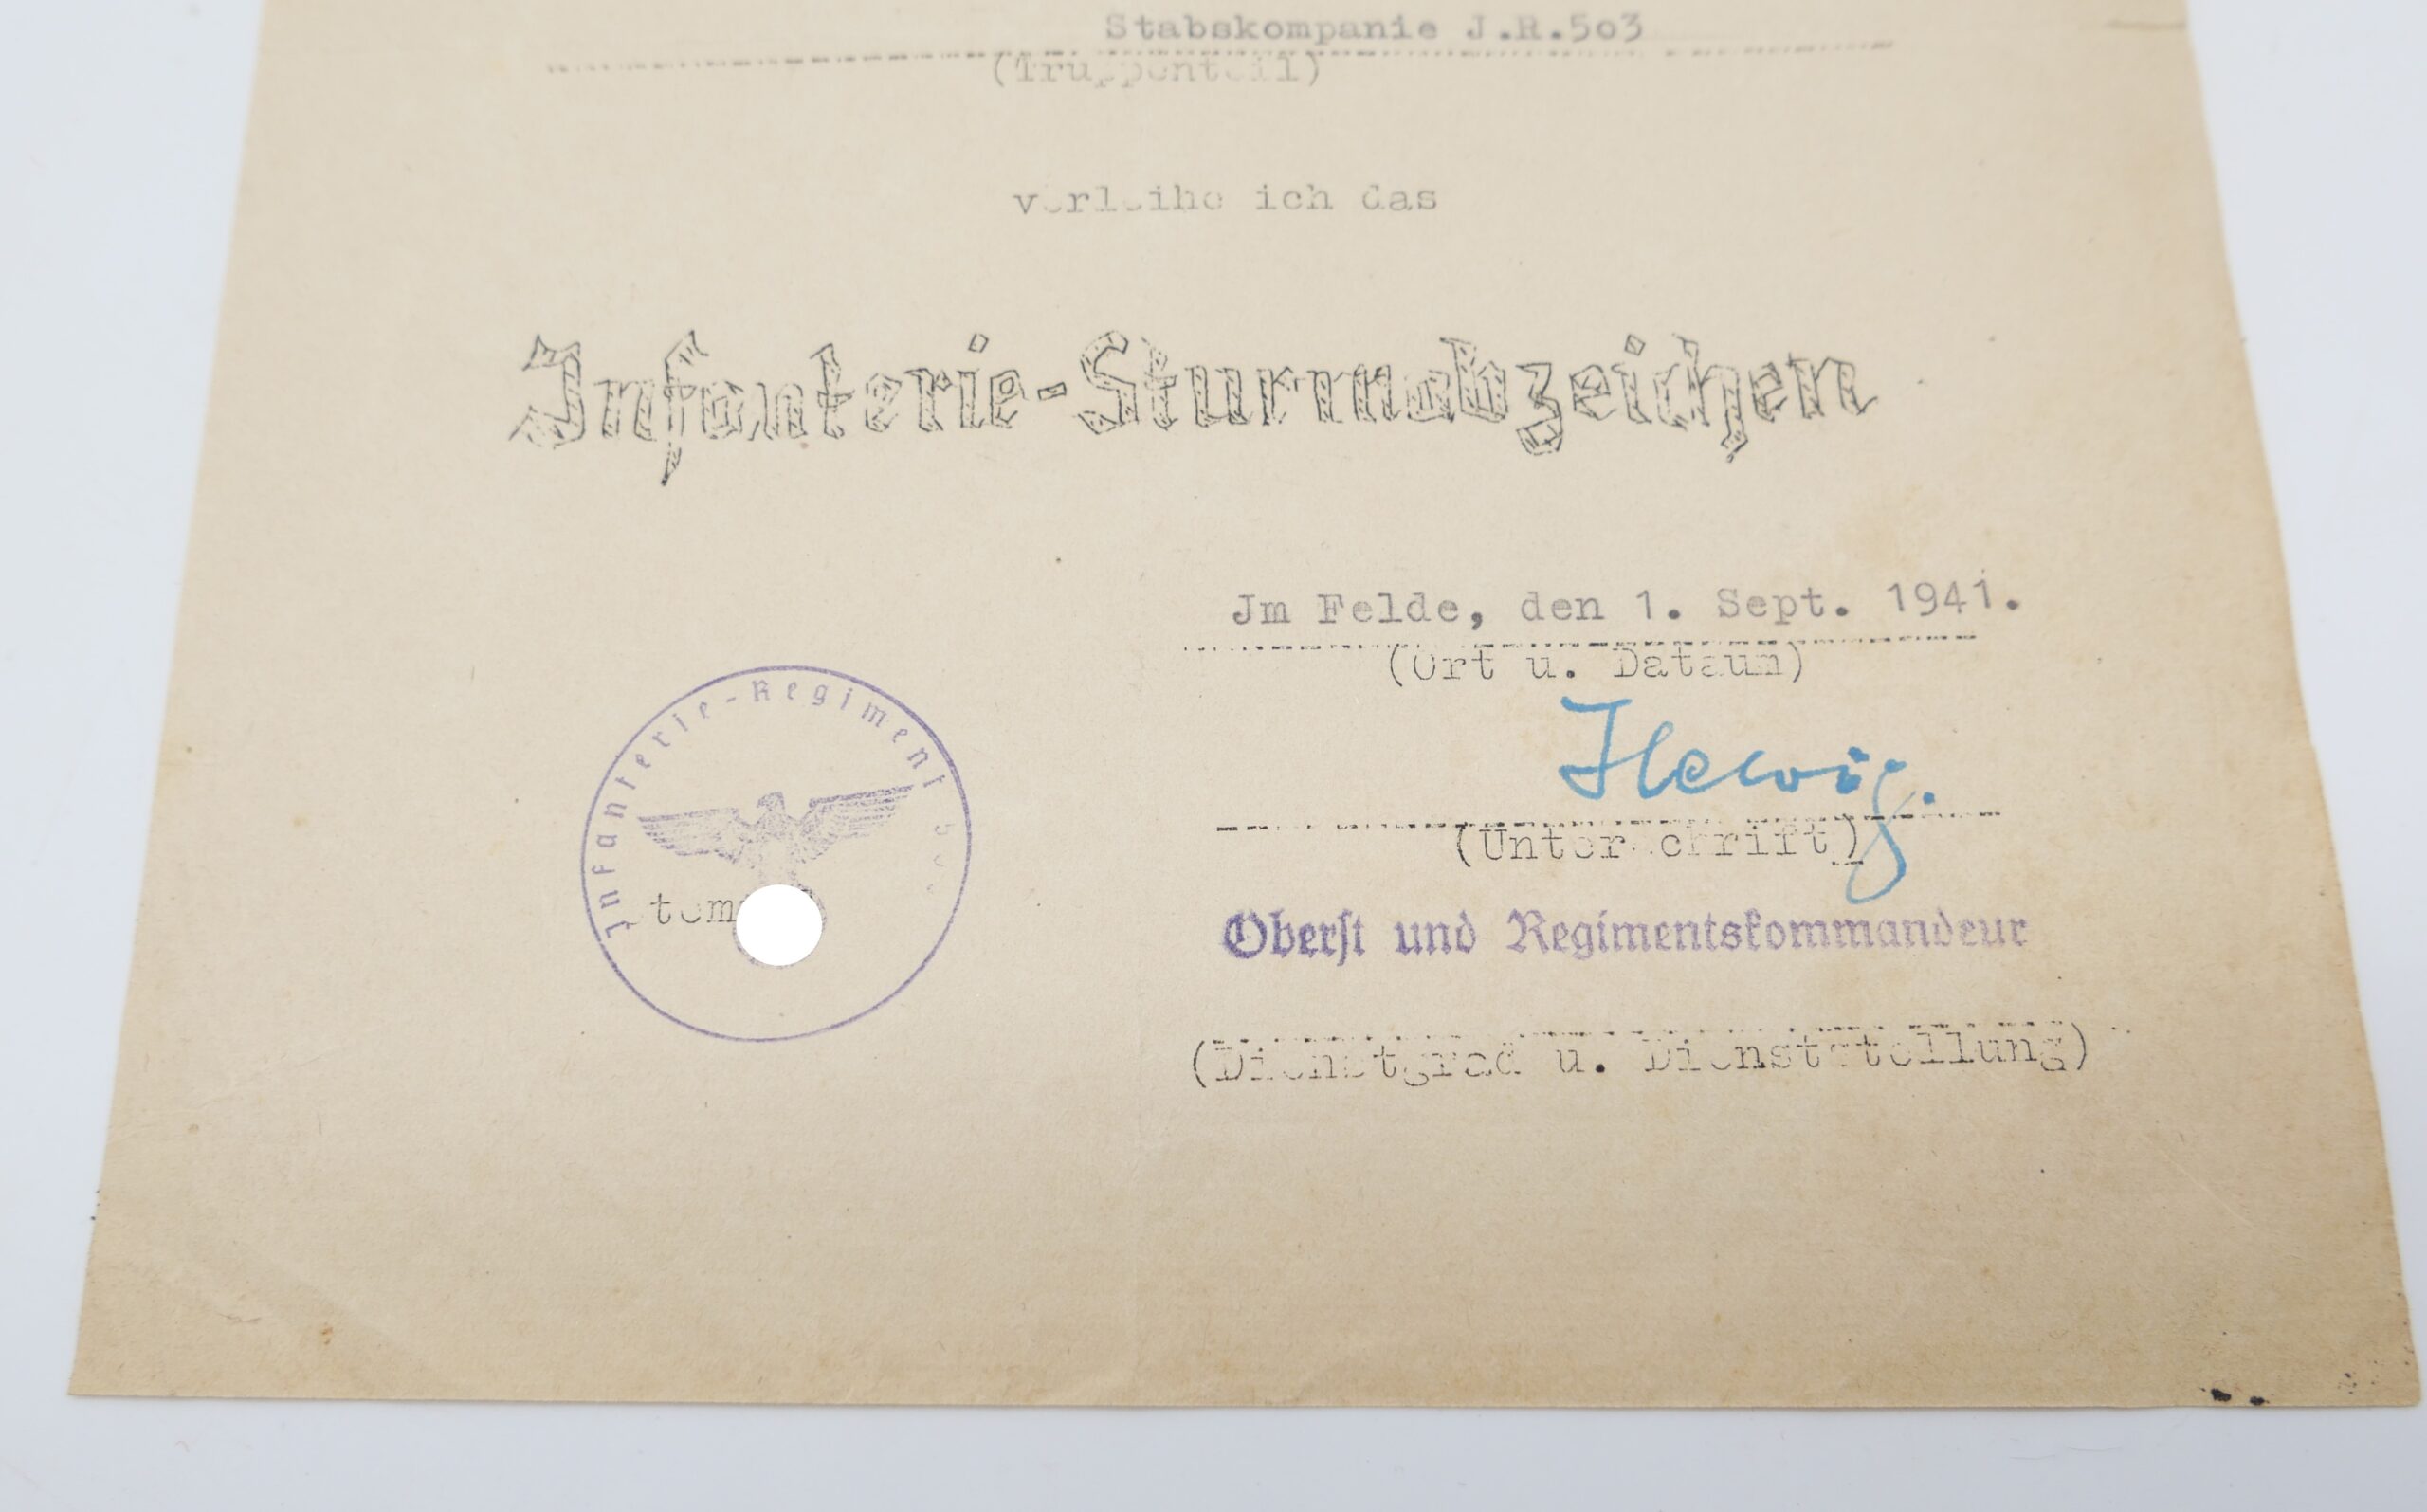 Stabskompanie J.R.503
(Truppenteil)
verleihe ich das
Infanterie-Sturmabzeichen
Jm Felde, den 1. Sept. 1941.
(Ort u. Dataum)
Infanterie-Regiment
(Unterschrift)
Oberst und Regimentskommandeur
(Dienstgrad u. Dienststellung)